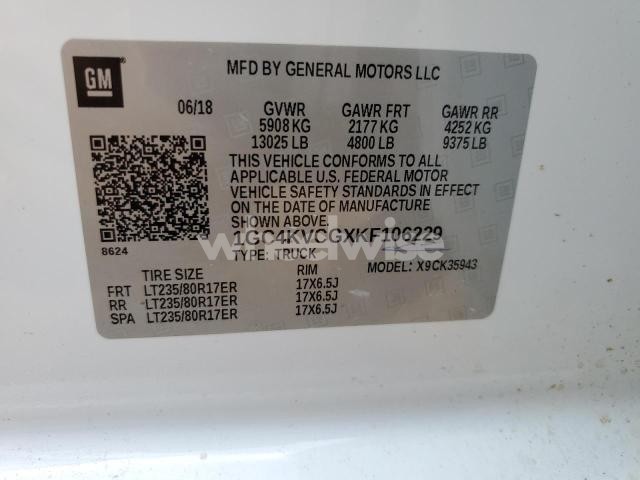 GM
MFD BY GENERAL MOTORS LLC
06/18 GVWR GAWR FRT GAWR RR
5908 KG 2177 KG 4252 KG
13025 LB 4800 LB 9375 LB
THIS VEHICLE CONFORMS TO ALL
APPLICABLE U.S. FEDERAL MOTOR
VEHICLE SAFETY STANDARDS IN EFFECT
ON THE DATE OF MANUFACTURE
SHOWN ABOVE.
1GC4KVCGXKF106229
8624
TYPE: TRUCK MODEL: X9CK35943
TIRE SIZE RIM
FRT LT235/80R17ER 17X6.5J
RR LT235/80R17ER 17X6.5J
SPA LT235/80R17ER 17X6.5J